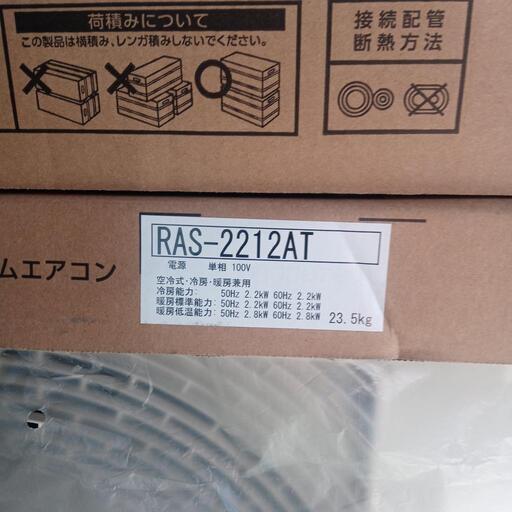 荷積みについて
この製品は横積み、レンガ積みしないでください。
接続配管
断熱方法
ムエアコン
RAS-2212AT
電源 単相 100V
空冷式・冷房・暖房兼用
冷房能力: 50Hz 2.2kW 60Hz 2.2kW
暖房標準能力: 50Hz 2.2kW 60Hz 2.2kW
暖房低温能力: 50Hz 2.8kW 60Hz 2.8kW
23.5kg